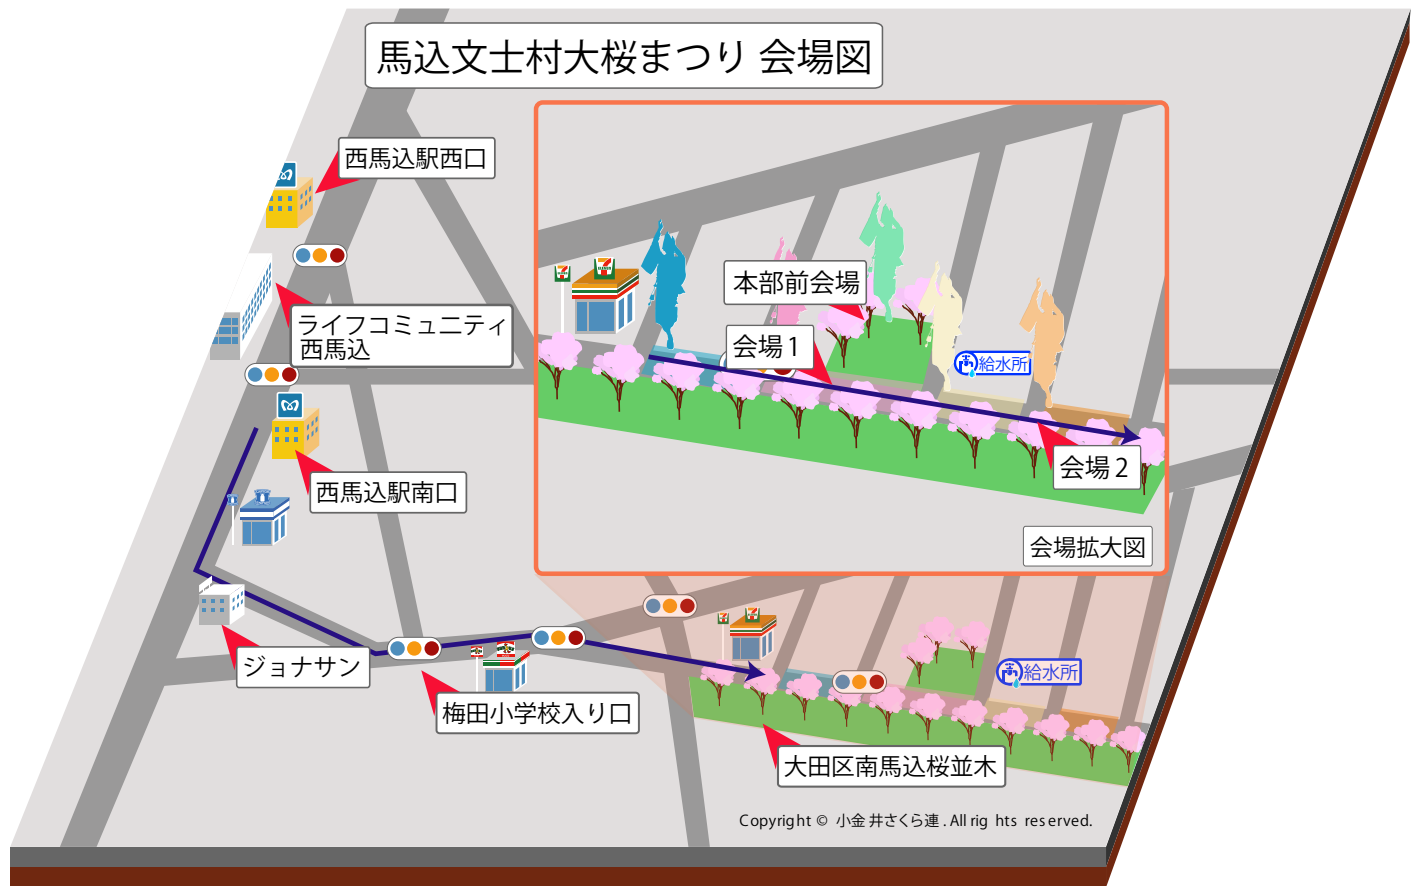 馬込文士村大桜まつり 会場図
西馬込駅西口
ライフコミュニティ
西馬込
西馬込駅南口
ジョナサン
梅田小学校入り口
本部前会場
会場1
給水所
会場2
会場拡大図
給水所
大田区南馬込桜並木
Copyright © 小金井さくら連. All rights reserved.